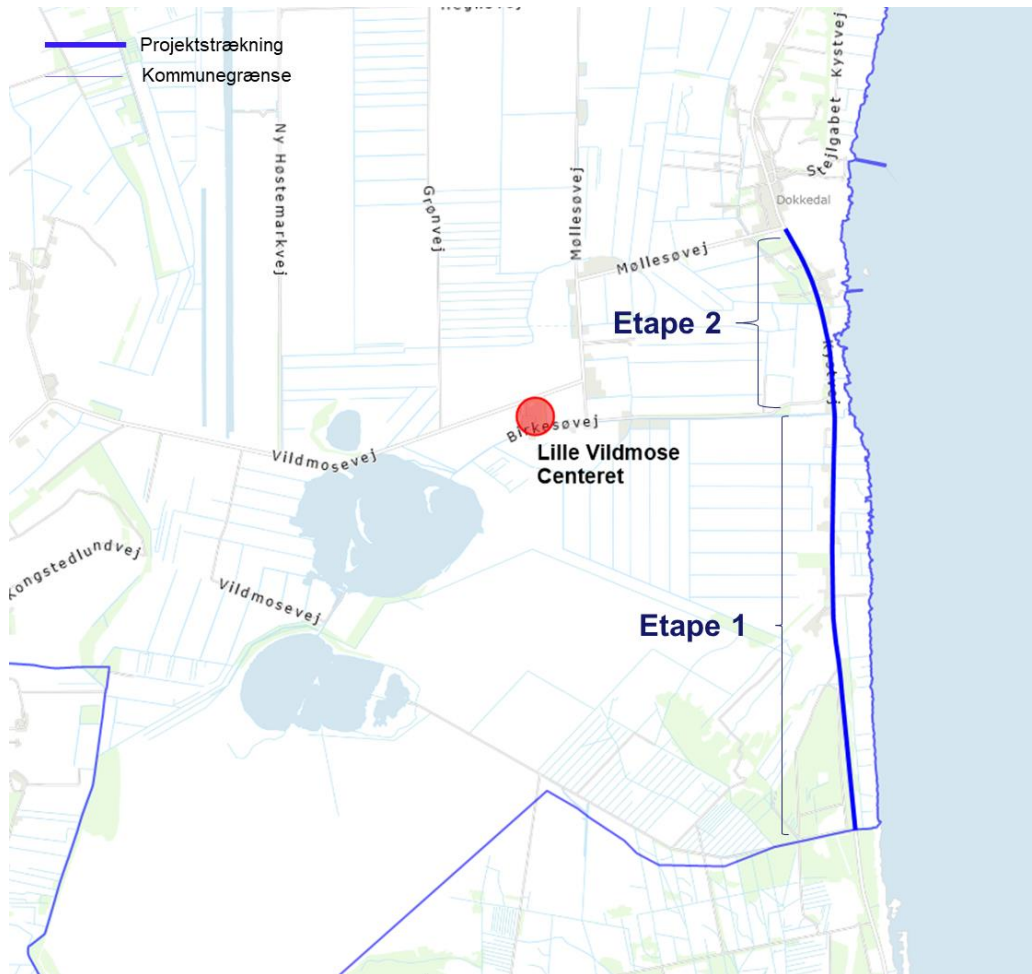 Projektstrækning
Kommunegrænse
Stejlgabet Kystvej
Ny Høstemarkvej
Grønvej
Møllesøvej
Dokkedal
Møllesøvej
Etape 2
Kystvej
Birkesøvej
Lille Vildmose
Centeret
Vildmosevej
Kongstedlundvej
Vildmosevej
Etape 1